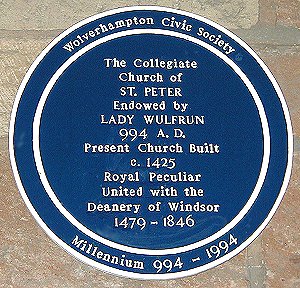 Wolverhampton Civic Society
The Collegiate
Church of
ST. PETER
Endowed by
LADY WULFRUN
994 A.D.
Present Church Built
c. 1425
Royal Peculiar
United with the
Deanery of Windsor
1479 - 1846
Millennium 994 - 1994